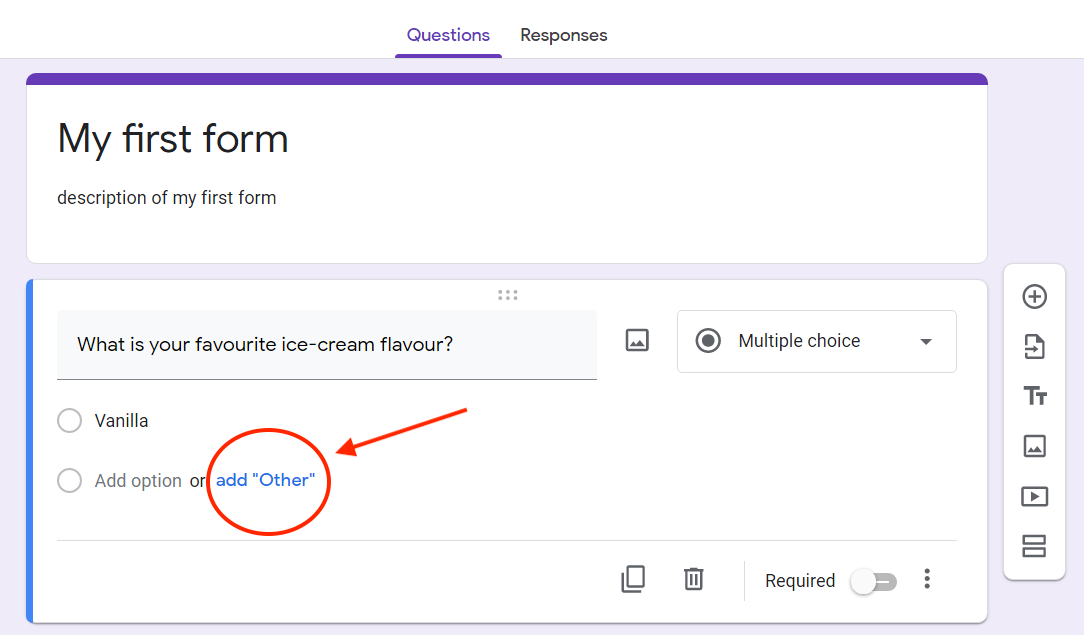 Questions Responses
My first form
description of my first form
What is your favourite ice-cream flavour?
Multiple choice
Vanilla
Add option or add "Other"
Required